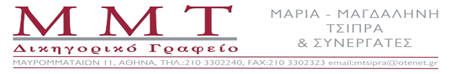 ΜΜΤ
Δικηγορικό Γραφείο
ΜΑΥΡΟΜΜΑΤΑΙΩΝ 11, ΑΘΗΝΑ, ΤΗΛ.:210 3302240, FAX:210 3302323 email:mtsipra@otenet.gr
ΜΑΡΙΑ - ΜΑΓΔΑΛΗΝΗ
ΤΣΙΠΡΑ
& ΣΥΝΕΡΓΑΤΕΣ